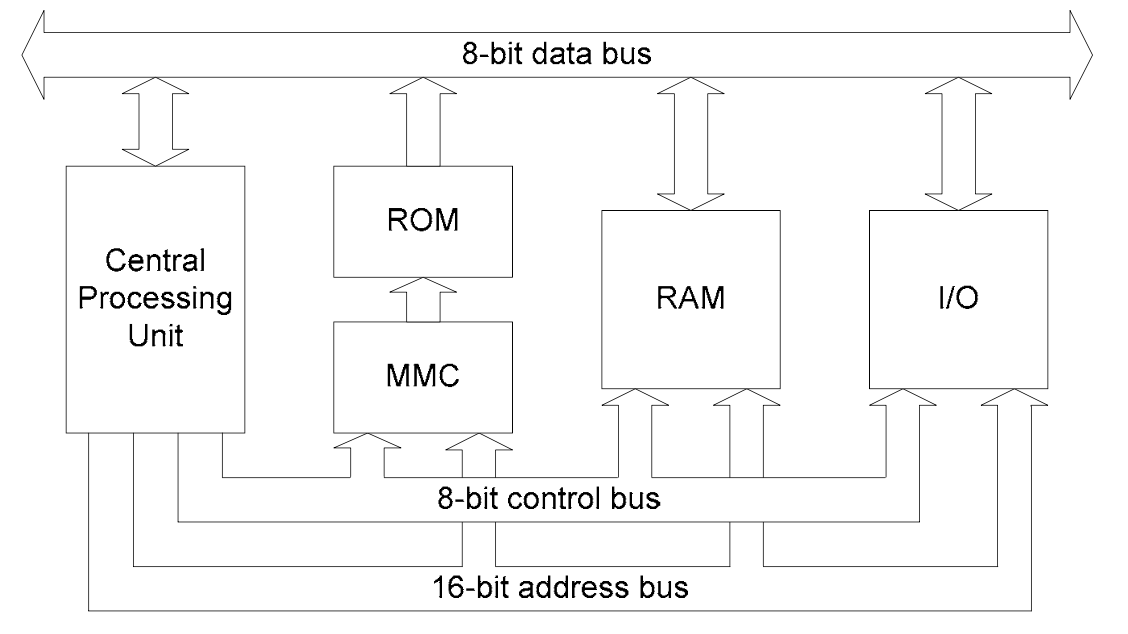 8-bit data bus
Central
Processing
Unit
ROM
MMC
RAM
I/O
8-bit control bus
16-bit address bus